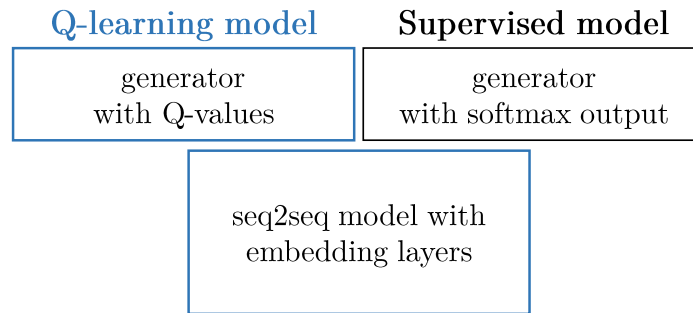 Q-learning model
Supervised model
generator
with Q-values
generator
with softmax output
seq2seq model with
embedding layers